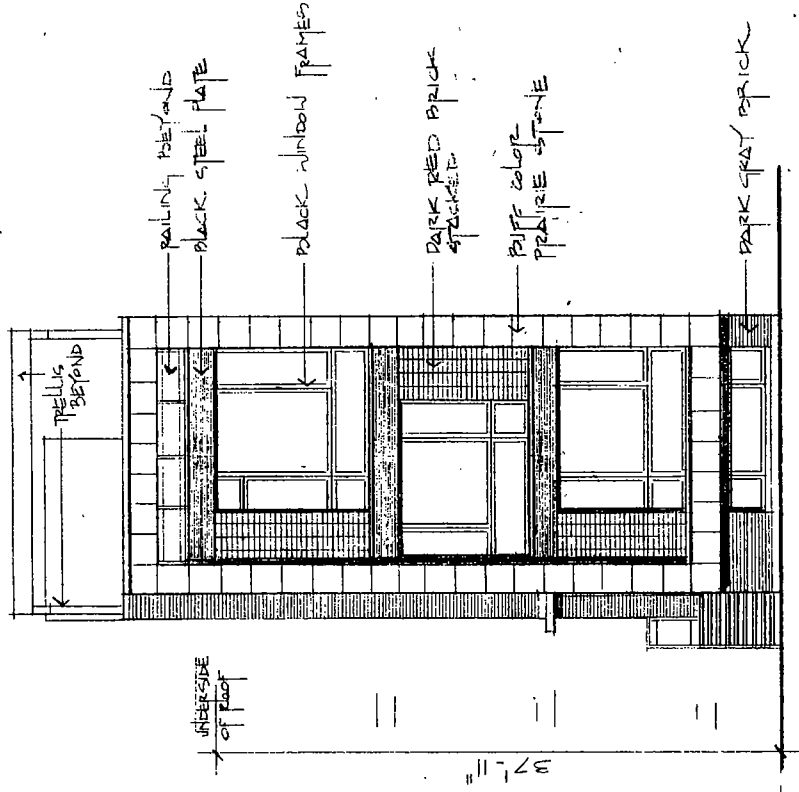 TRELLIS
BEYOND
RAILING BEYOND
BLACK STEEL PLATE
BLACK WINDOW FRAMES
DARK RED BRICK
STACKED
BUFF COLOR
PRAIRIE STONE
DARK GRAY BRICK
UNDERSIDE
OF ROOF
37'-11"